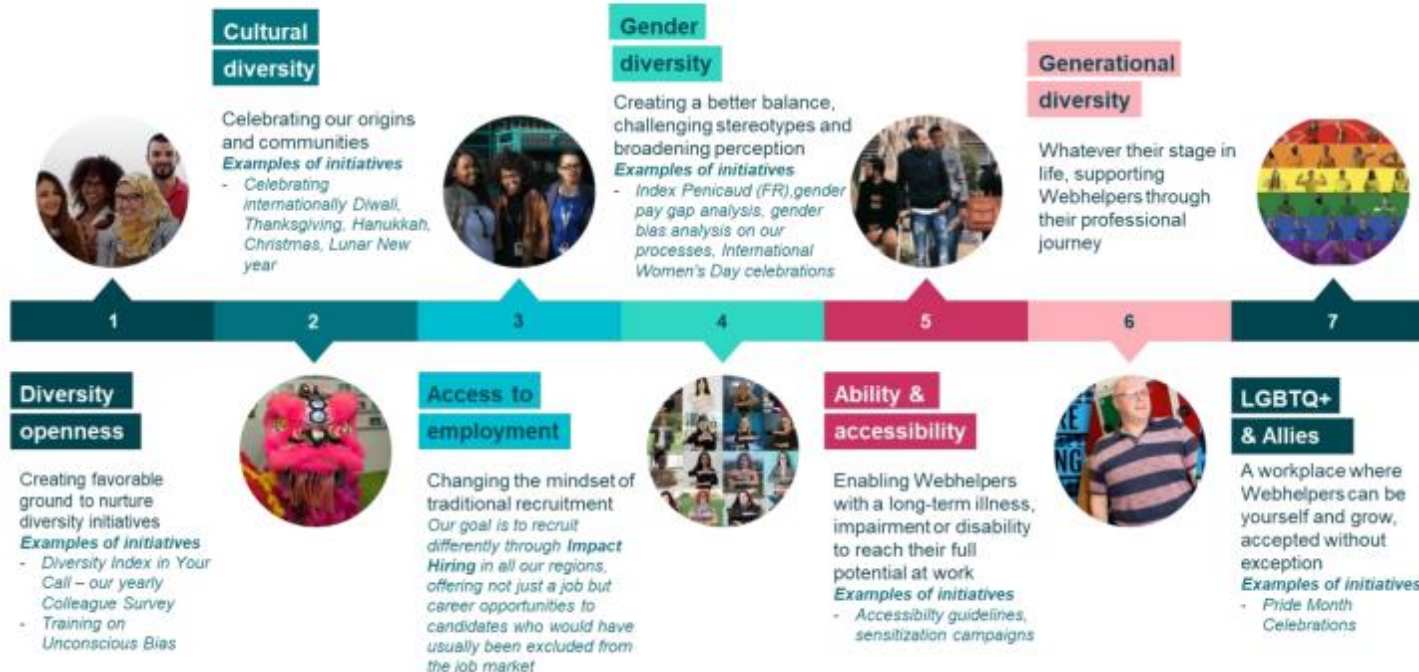 Cultural
diversity
Celebrating our origins
and communities
Examples of initiatives
- Celebrating
internationally Diwali,
Thanksgiving, Hanukkah,
Christmas, Lunar New
year
Gender
diversity
Creating a better balance,
challenging stereotypes and
broadening perception
Examples of initiatives
- Index Penicaud (FR),gender
pay gap analysis, gender
bias analysis on our
processes, International
Women's Day celebrations
Generational
diversity
Whatever their stage in
life, supporting
Webhelpers through
their professional
journey
1
2
3
4
5
6
7
Diversity
openness
Creating favorable
ground to nurture
diversity initiatives
Examples of initiatives
- Diversity Index in Your
Call – our yearly
Colleague Survey
- Training on
Unconscious Bias
Access to
employment
Changing the mindset of
traditional recruitment
Our goal is to recruit
differently through Impact
Hiring in all our regions,
offering not just a job but
career opportunities to
candidates who would have
usually been excluded from
the job market
Ability &
accessibility
Enabling Webhelpers
with a long-term illness,
impairment or disability
to reach their full
potential at work
Examples of initiatives
- Accessibilty guidelines,
sensitization campaigns
LGBTQ+
& Allies
A workplace where
Webhelpers can be
yourself and grow,
accepted without
exception
Examples of initiatives
- Pride Month
Celebrations